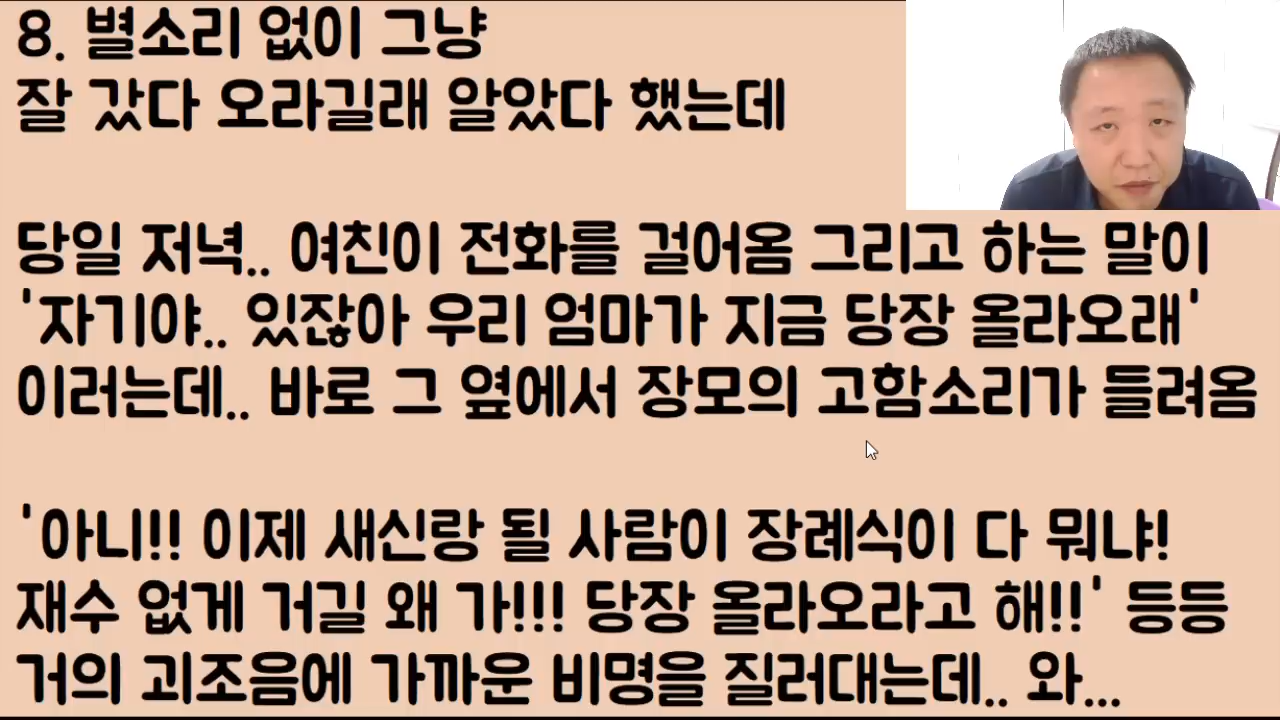 8. 별소리 없이 그냥
잘 갔다 오라길래 알았다 했는데
당일 저녁.. 여친이 전화를 걸어옴 그리고 하는 말이
'자기야.. 있잖아 우리 엄마가 지금 당장 올라오래'
이러는데.. 바로 그 옆에서 장모의 고함소리가 들려옴
'아니!! 이제 새신랑 될 사람이 장례식이 다 뭐냐!
재수 없게 거길 왜 가!!! 당장 올라오라고 해!!' 등등
거의 괴조음에 가까운 비명을 질러대는데.. 와...